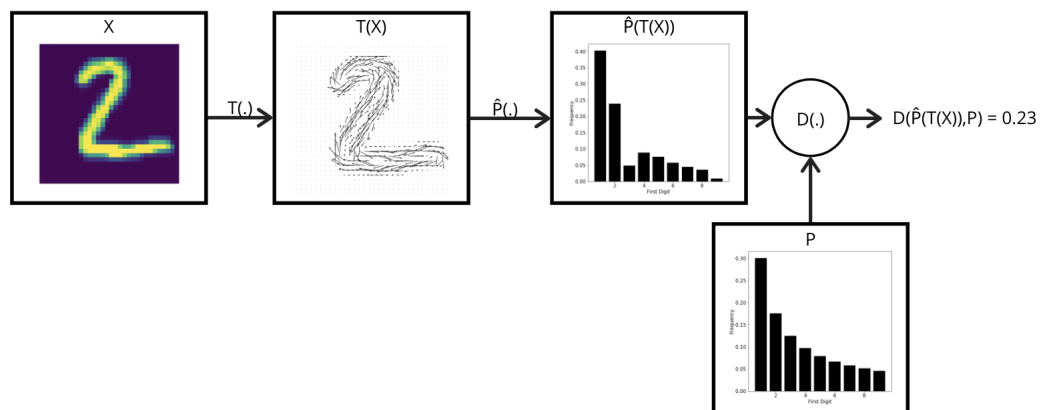 X
T(.)
T(X)
P̂(.)
P̂(T(X))
0.40
0.35
0.30
0.25
0.20
0.15
0.10
0.05
0.00
Frequency
2 4 6 8
First Digit
D(.)
D(P̂(T(X)),P) = 0.23
P
0.30
0.25
0.20
0.15
0.10
0.05
0.00
Frequency
2 4 6 8
First Digit